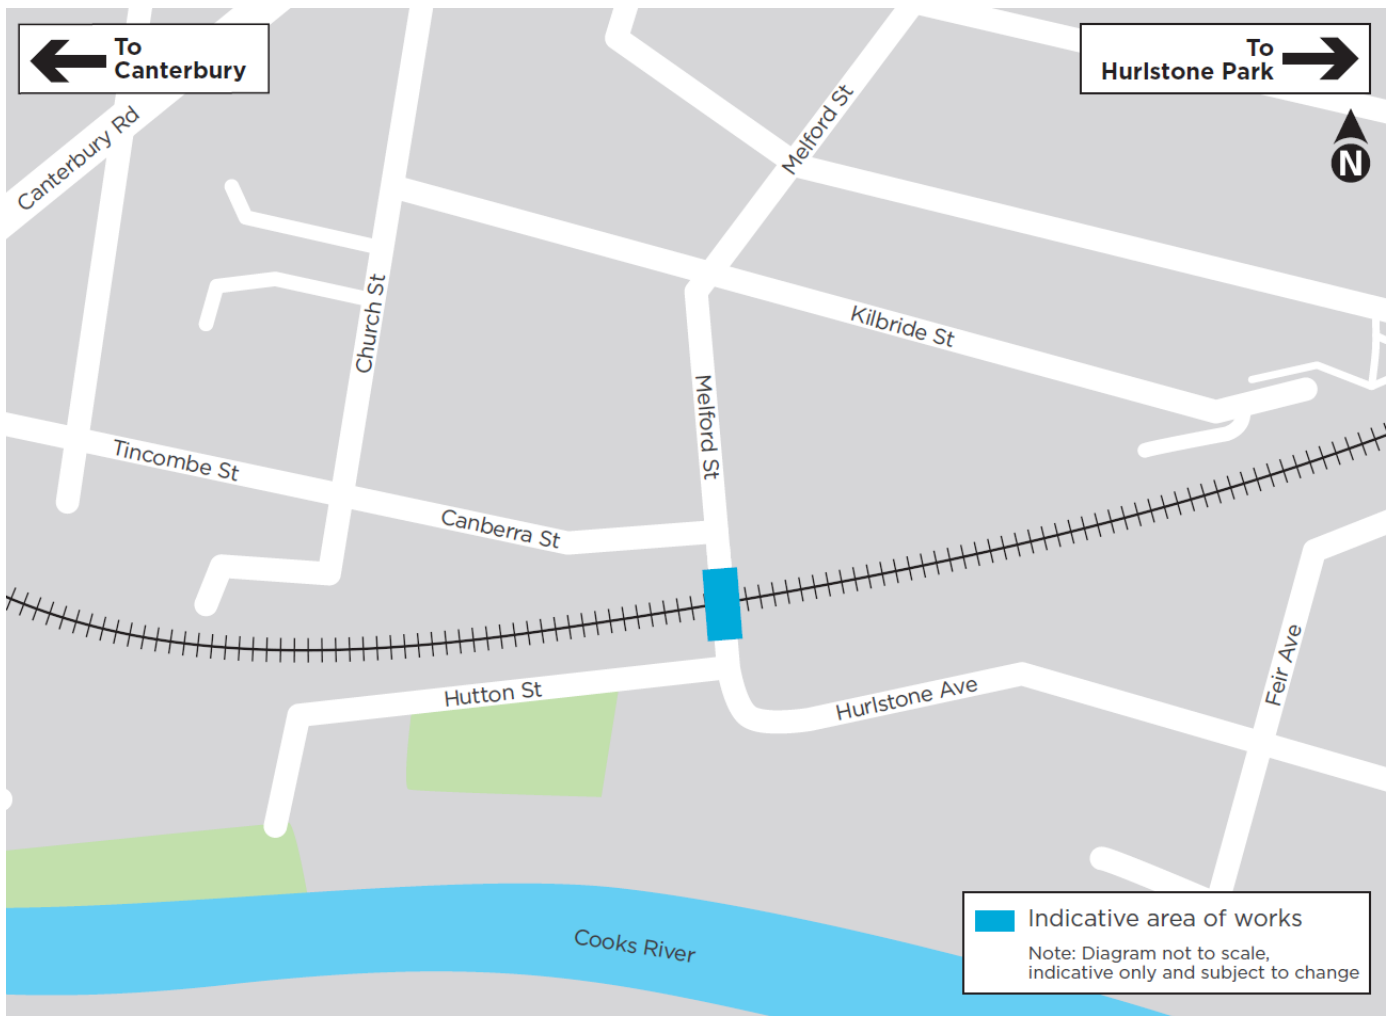 To
Canterbury
To
Hurlstone Park
N
Canterbury Rd
Melford St
Church St
Kilbride St
Melford St
Tincombe St
Canberra St
Feir Ave
Hutton St
Hurlstone Ave
Cooks River
Indicative area of works
Note: Diagram not to scale,
indicative only and subject to change